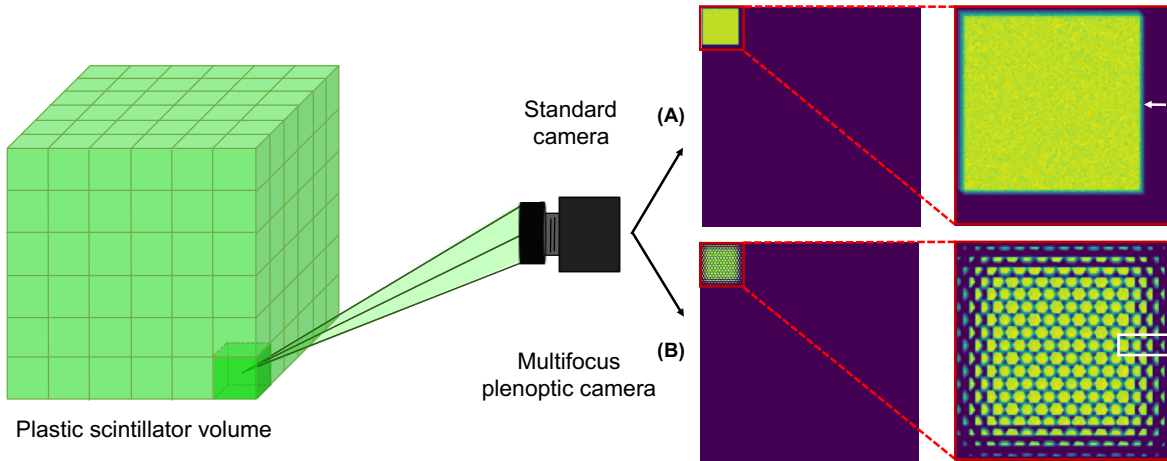 Standard
camera
(A)
Multifocus
plenoptic camera
(B)
Plastic scintillator volume